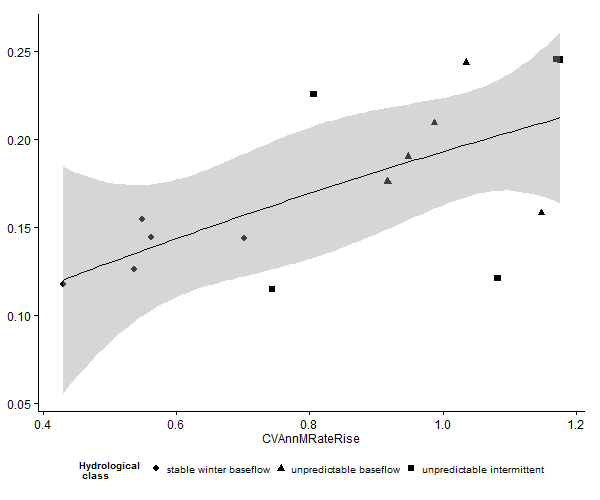 0.25
0.20
0.15
0.10
0.05
0.4 0.6 0.8 1.0 1.2
CVAnnMRateRise
Hydrological
class
stable winter baseflow unpredictable baseflow unpredictable intermittent